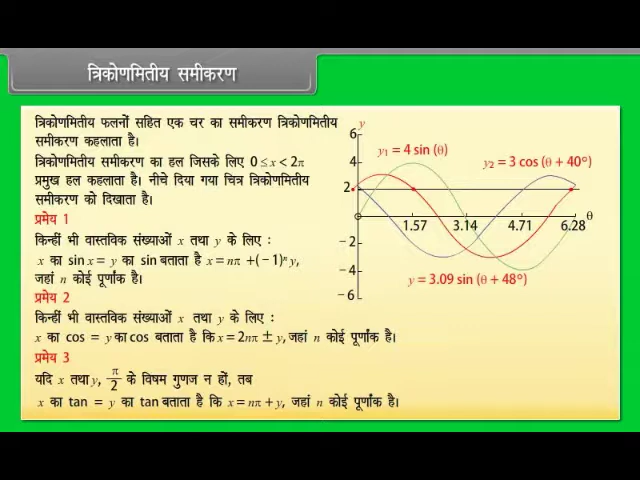 त्रिकोणमितीय समीकरण
त्रिकोणमितीय फलनों सहित एक चर का समीकरण त्रिकोणमितीय
समीकरण कहलाता है।
त्रिकोणमितीय समीकरण का हल जिसके लिए 0 ≤ x < 2π
प्रमुख हल कहलाता है। नीचे दिया गया चित्र त्रिकोणमितीय
समीकरण को दिखाता है।
प्रमेय 1
किन्हीं भी वास्तविक संख्याओं x तथा y के लिए :
x का sin x = y का sin बताता है x = nπ + (−1)ⁿ y,
जहां n कोई पूर्णांक है।
प्रमेय 2
किन्हीं भी वास्तविक संख्याओं x तथा y के लिए :
x का cos = y का cos बताता है कि x = 2nπ ± y, जहां n कोई पूर्णांक है।
प्रमेय 3
यदि x तथा y, π/2 के विषम गुणज न हों, तब
x का tan = y का tan बताता है कि x = nπ + y, जहां n कोई पूर्णांक है।
y
6
y₁ = 4 sin (θ)
y₂ = 3 cos (θ + 40°)
4
2
θ
1.57 3.14 4.71 6.28
−2
−4
y = 3.09 sin (θ + 48°)
−6